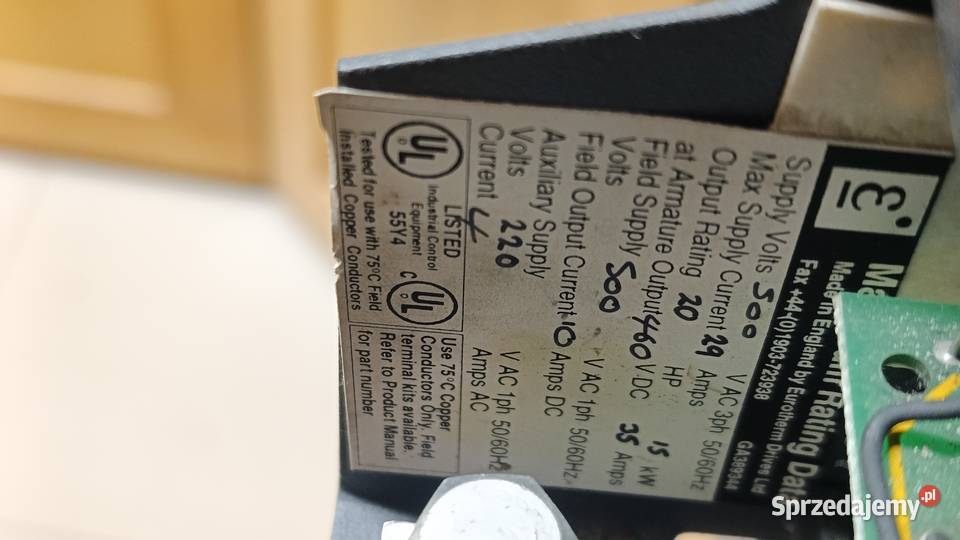 Rating Dat
Made in England by Eurotherm Drives Ltd
Fax +44-(0)1903-723938
Supply Volts 500 V AC 3ph 50/60Hz
Max Supply Current 29 Amps
Output Rating 20 HP 15 kW
at Armature Output 460 V DC 35 Amps
Field Supply
Volts 500 V AC 1ph 50/60Hz
Field Output Current 10 Amps DC
Auxiliary Supply
Volts 220 V AC 1ph 50/60Hz
Current 4 Amps AC
UL LISTED
Industrial Control
Equipment
55Y4
C UL
Tested for use with 75°C Field
Installed Copper Conductors
Use 75°C Copper
Conductors Only. Field
terminal kits available.
Refer to Product Manual
for part number
Sprzedajemy.pl